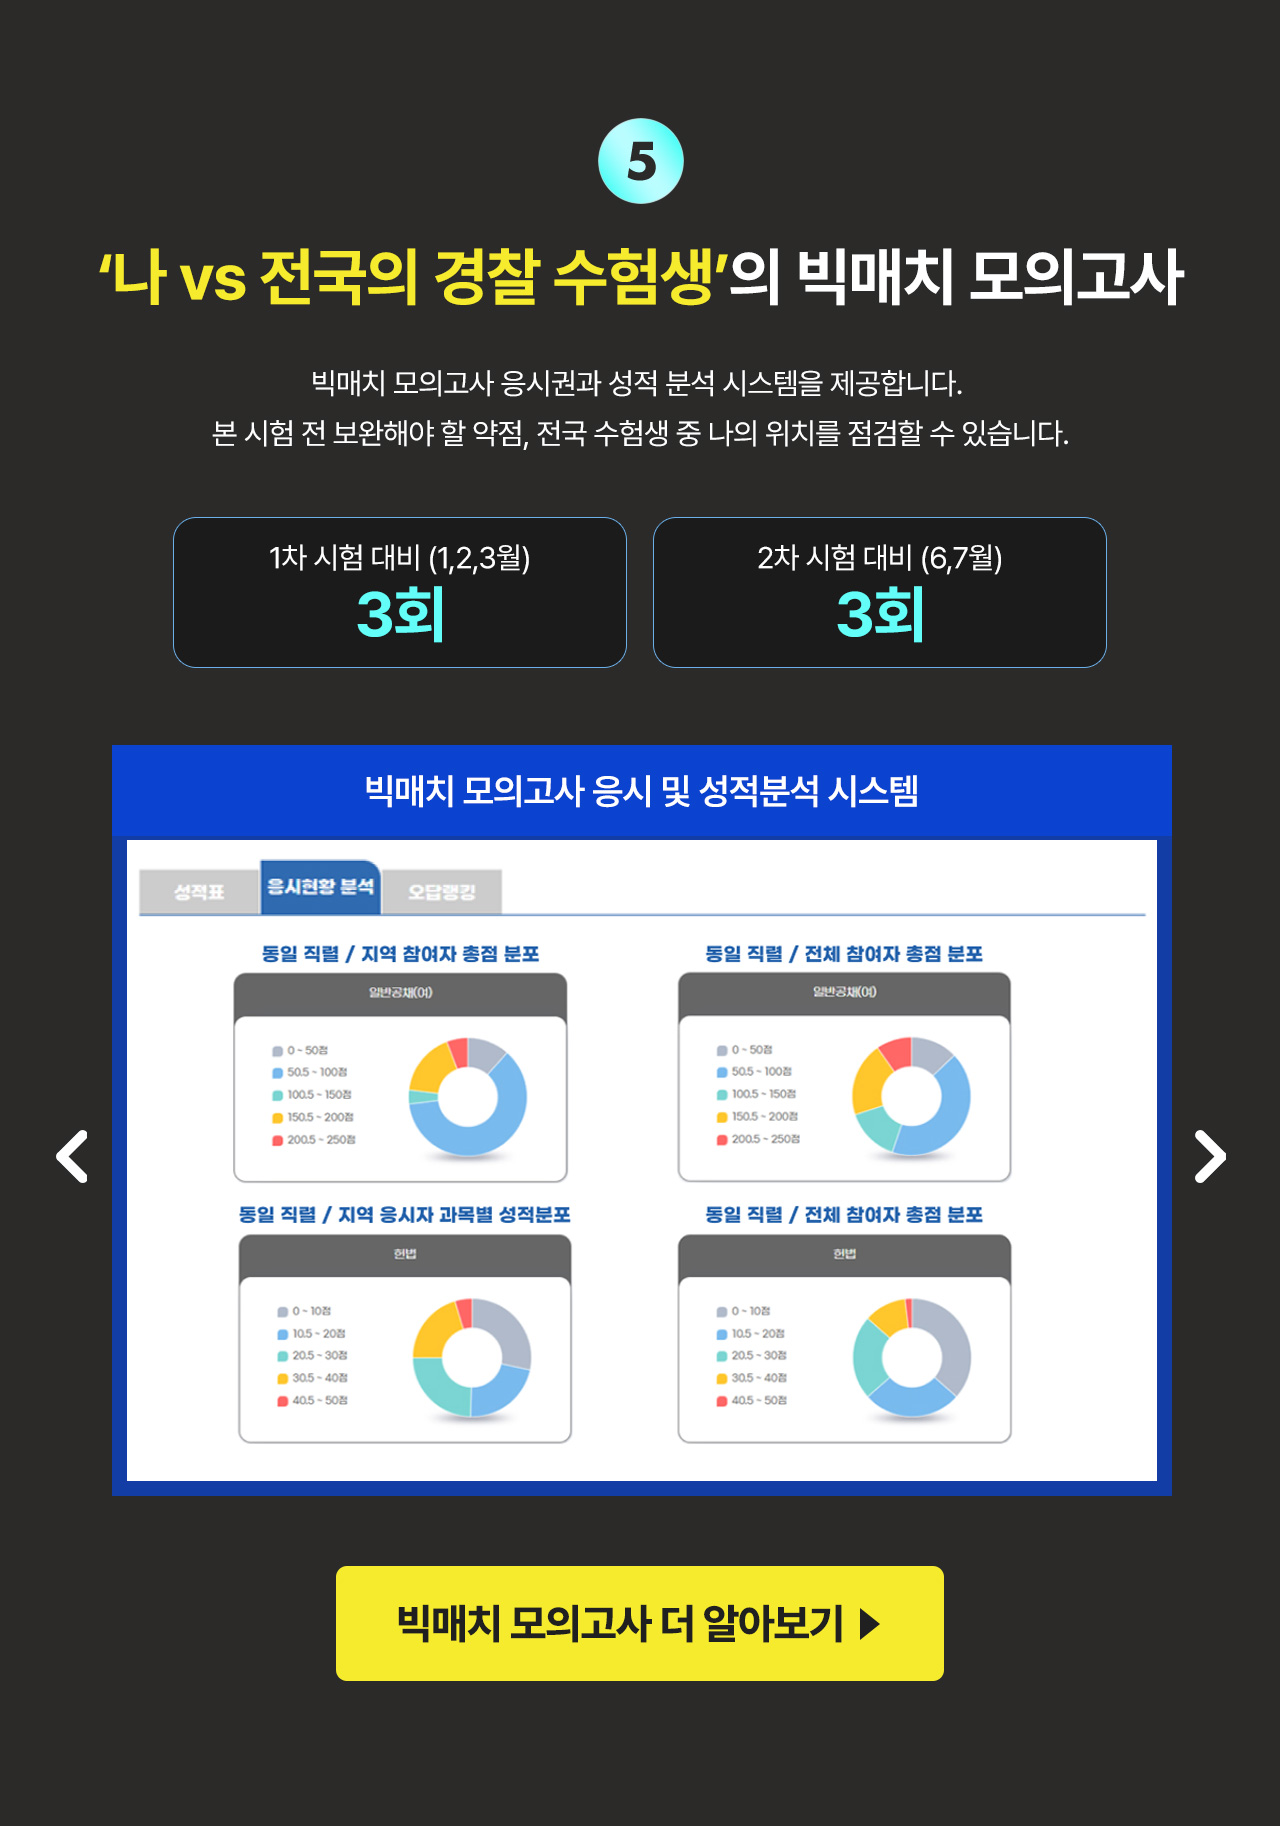 5
‘나 vs 전국의 경찰 수험생’의 빅매치 모의고사
빅매치 모의고사 응시권과 성적 분석 시스템을 제공합니다.
본 시험 전 보완해야 할 약점, 전국 수험생 중 나의 위치를 점검할 수 있습니다.
1차 시험 대비 (1,2,3월)
3회
2차 시험 대비 (6,7월)
3회
빅매치 모의고사 응시 및 성적분석 시스템
성적표
응시현황 분석
오답랭킹
동일 직렬 / 지역 참여자 총점 분포
일반공채(여)
0 ~ 50점
50.5 ~ 100점
100.5 ~ 150점
150.5 ~ 200점
200.5 ~ 250점
동일 직렬 / 전체 참여자 총점 분포
일반공채(여)
0 ~ 50점
50.5 ~ 100점
100.5 ~ 150점
150.5 ~ 200점
200.5 ~ 250점
동일 직렬 / 지역 응시자 과목별 성적분포
헌법
0 ~ 10점
10.5 ~ 20점
20.5 ~ 30점
30.5 ~ 40점
40.5 ~ 50점
동일 직렬 / 전체 참여자 총점 분포
헌법
0 ~ 10점
10.5 ~ 20점
20.5 ~ 30점
30.5 ~ 40점
40.5 ~ 50점
빅매치 모의고사 더 알아보기